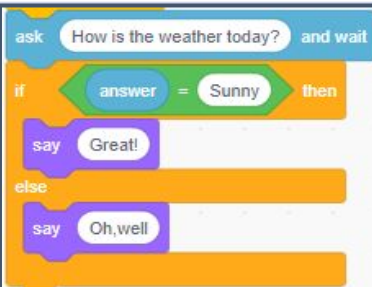 ask How is the weather today? and wait
if answer = Sunny then
say Great!
else
say Oh,well